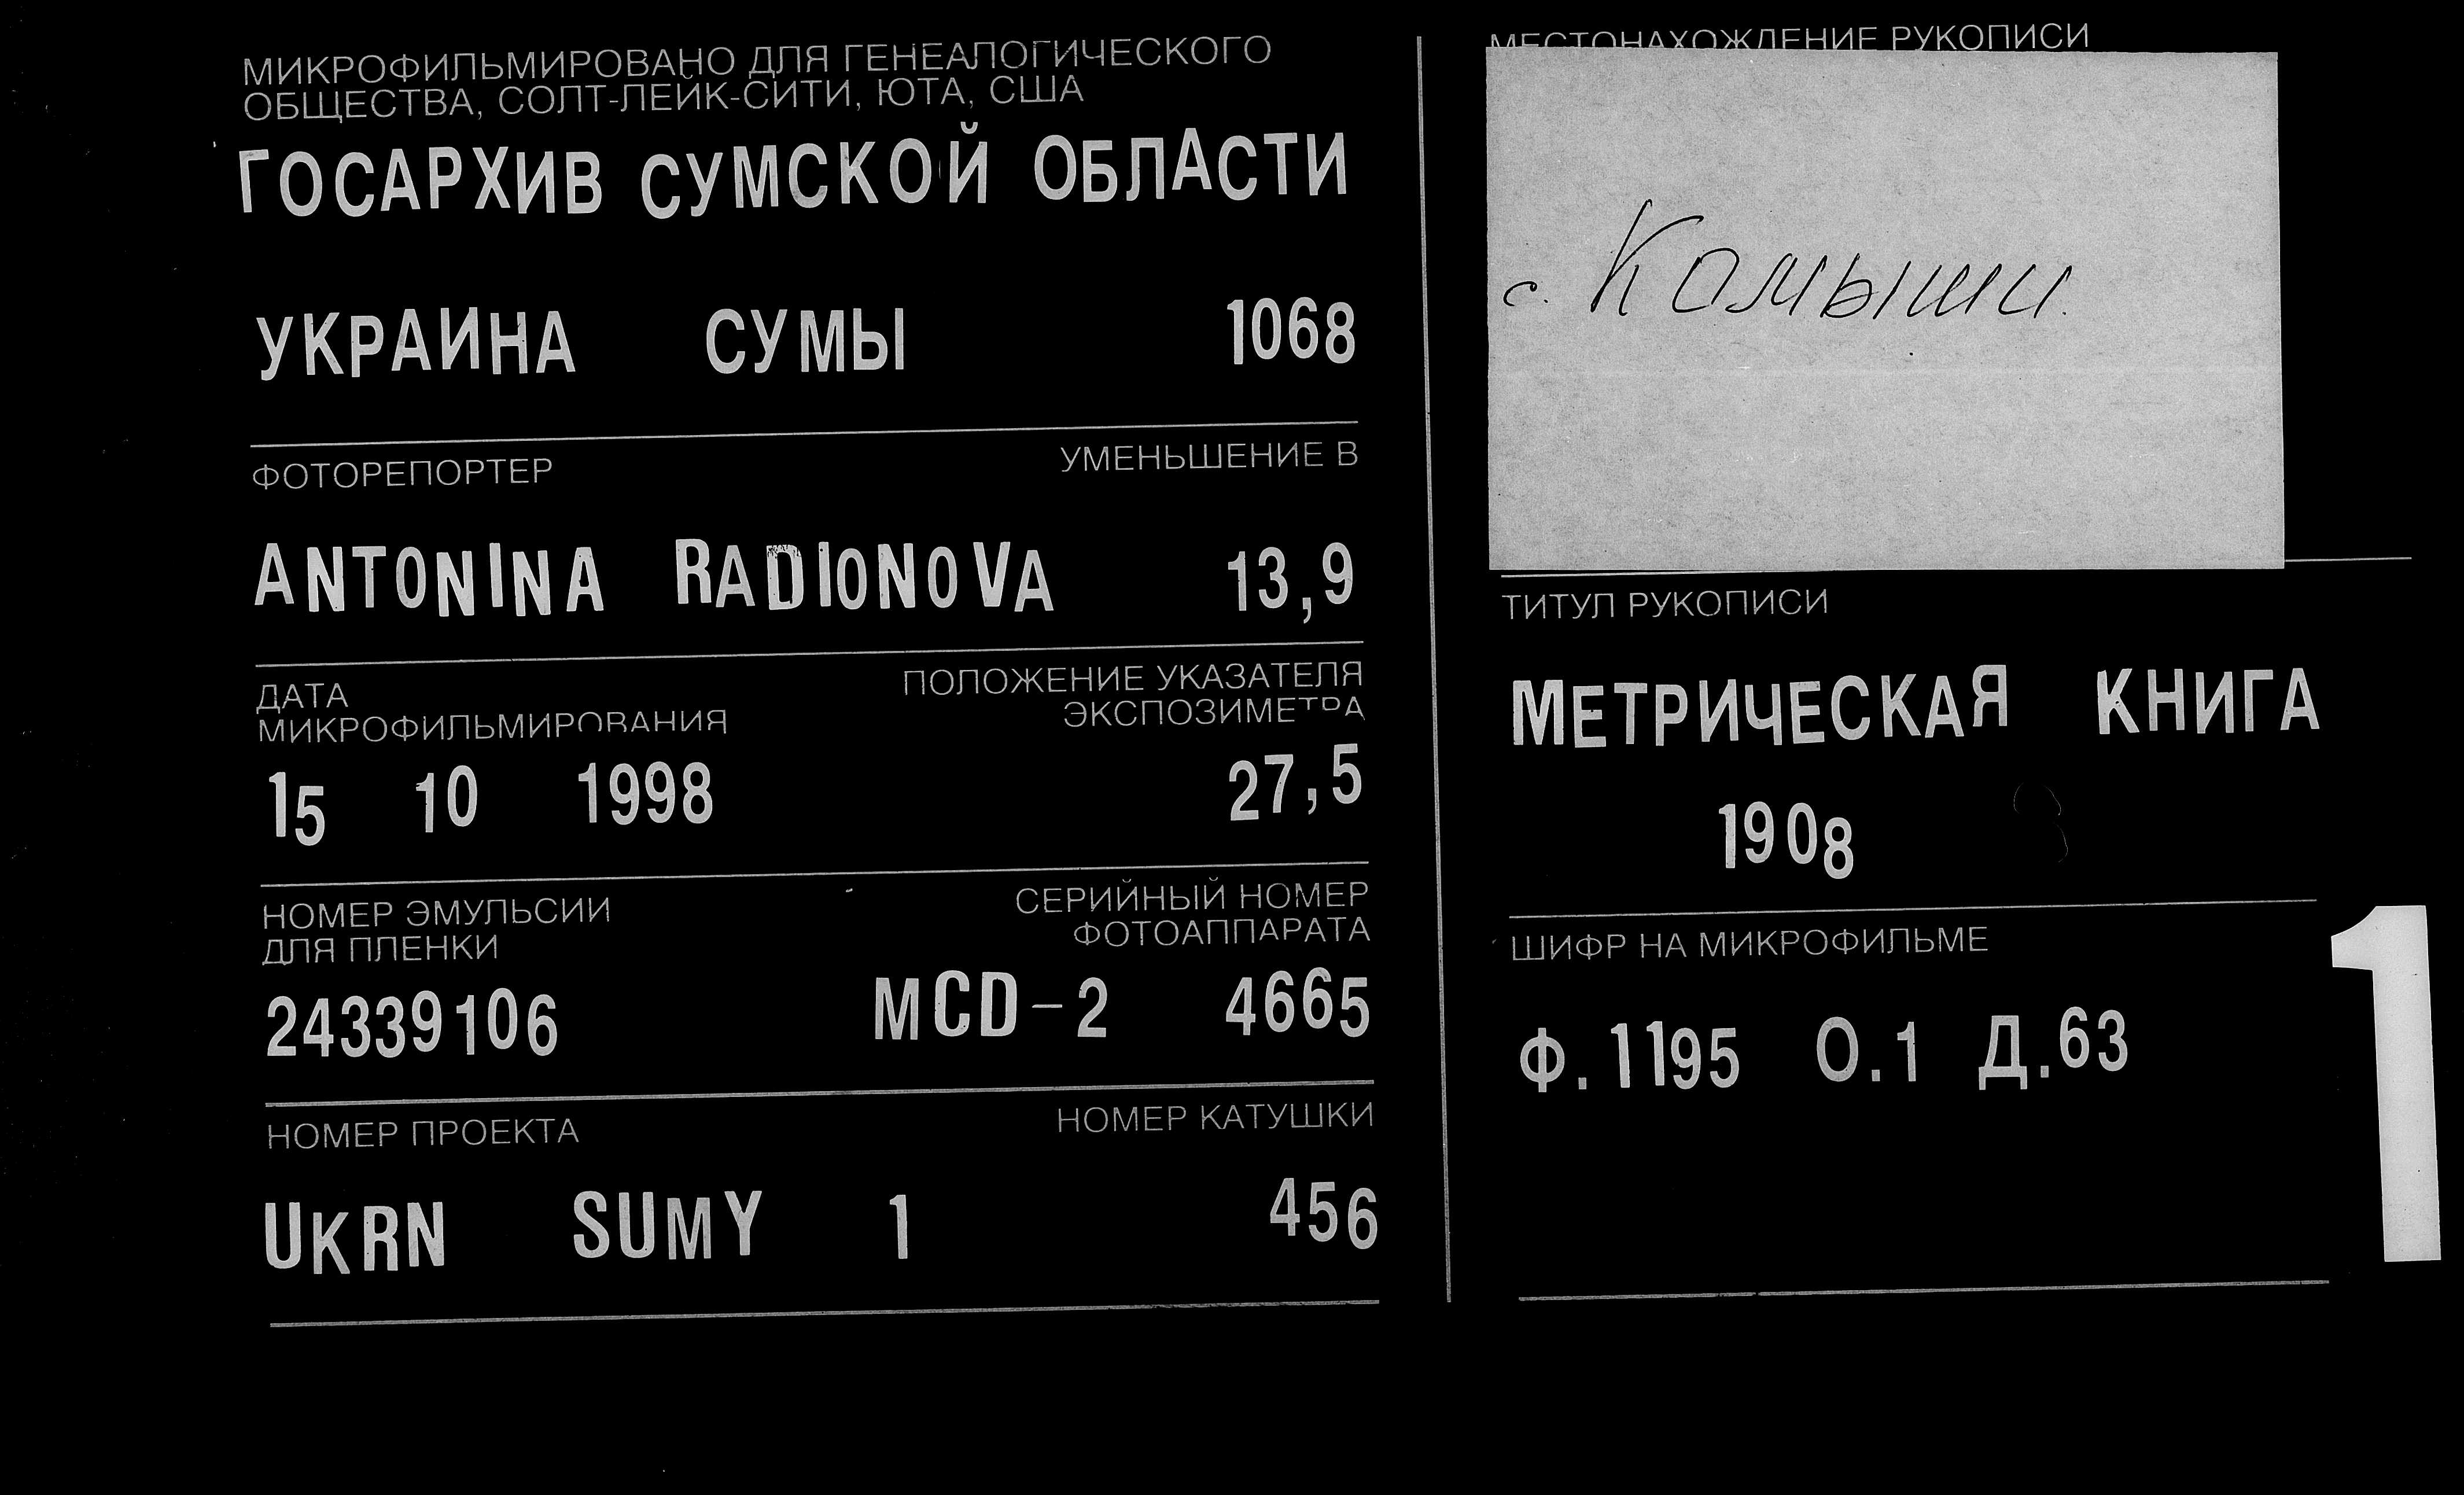 МИКРОФИЛЬМИРОВАНО ДЛЯ ГЕНЕАЛОГИЧЕСКОГО
ОБЩЕСТВА, СОЛТ-ЛЕЙК-СИТИ, ЮТА, США
ГОСАРХИВ СУМСКОЙ ОБЛАСТИ
УКРАИНА СУМЫ 1068
ФОТОРЕПОРТЕР УМЕНЬШЕНИЕ В
ANTONINA RADIONOVA 13,9
ДАТА
МИКРОФИЛЬМИРОВАНИЯ
ПОЛОЖЕНИЕ УКАЗАТЕЛЯ
ЭКСПОЗИМЕТРА
15 10 1998 27,5
НОМЕР ЭМУЛЬСИИ
ДЛЯ ПЛЕНКИ
СЕРИЙНЫЙ НОМЕР
ФОТОАППАРАТА
24339106 MCD-2 4665
НОМЕР ПРОЕКТА НОМЕР КАТУШКИ
UKRN SUMY 1 456
МЕСТОНАХОЖДЕНИЕ РУКОПИСИ
с. Камыши.
ТИТУЛ РУКОПИСИ
МЕТРИЧЕСКАЯ КНИГА
1908
ШИФР НА МИКРОФИЛЬМЕ
Ф.1195 О.1 Д.63
1